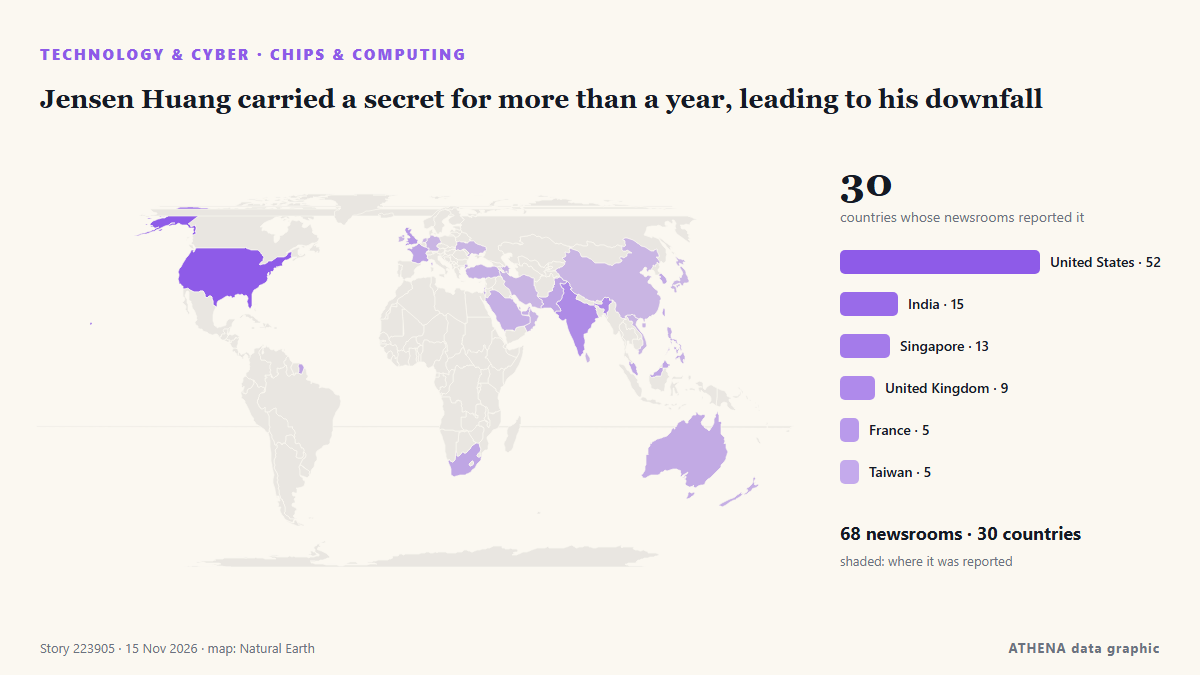 TECHNOLOGY & CYBER · CHIPS & COMPUTING
Jensen Huang carried a secret for more than a year, leading to his downfall
30
countries whose newsrooms reported it
United States · 52
India · 15
Singapore · 13
United Kingdom · 9
France · 5
Taiwan · 5
68 newsrooms · 30 countries
shaded: where it was reported
Story 223905 · 15 Nov 2026 · map: Natural Earth
ATHENA data graphic